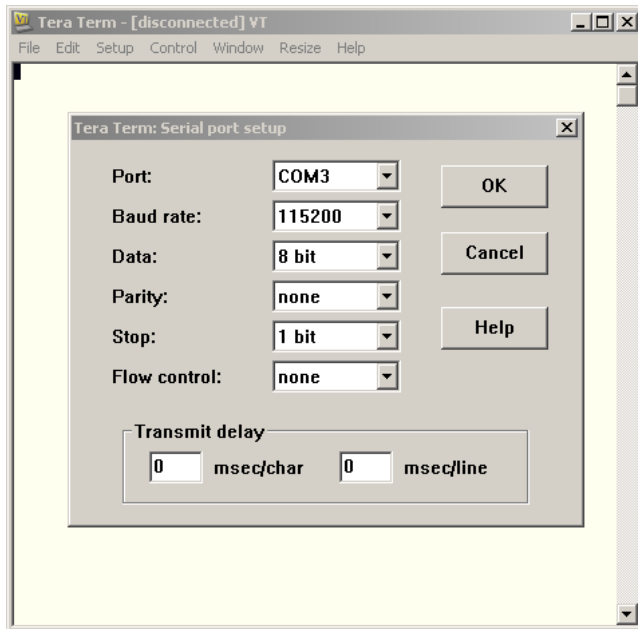 Tera Term - [disconnected] VT
File Edit Setup Control Window Resize Help
Tera Term: Serial port setup
Port: COM3 OK
Baud rate: 115200
Data: 8 bit Cancel
Parity: none
Stop: 1 bit Help
Flow control: none
Transmit delay
0 msec/char 0 msec/line